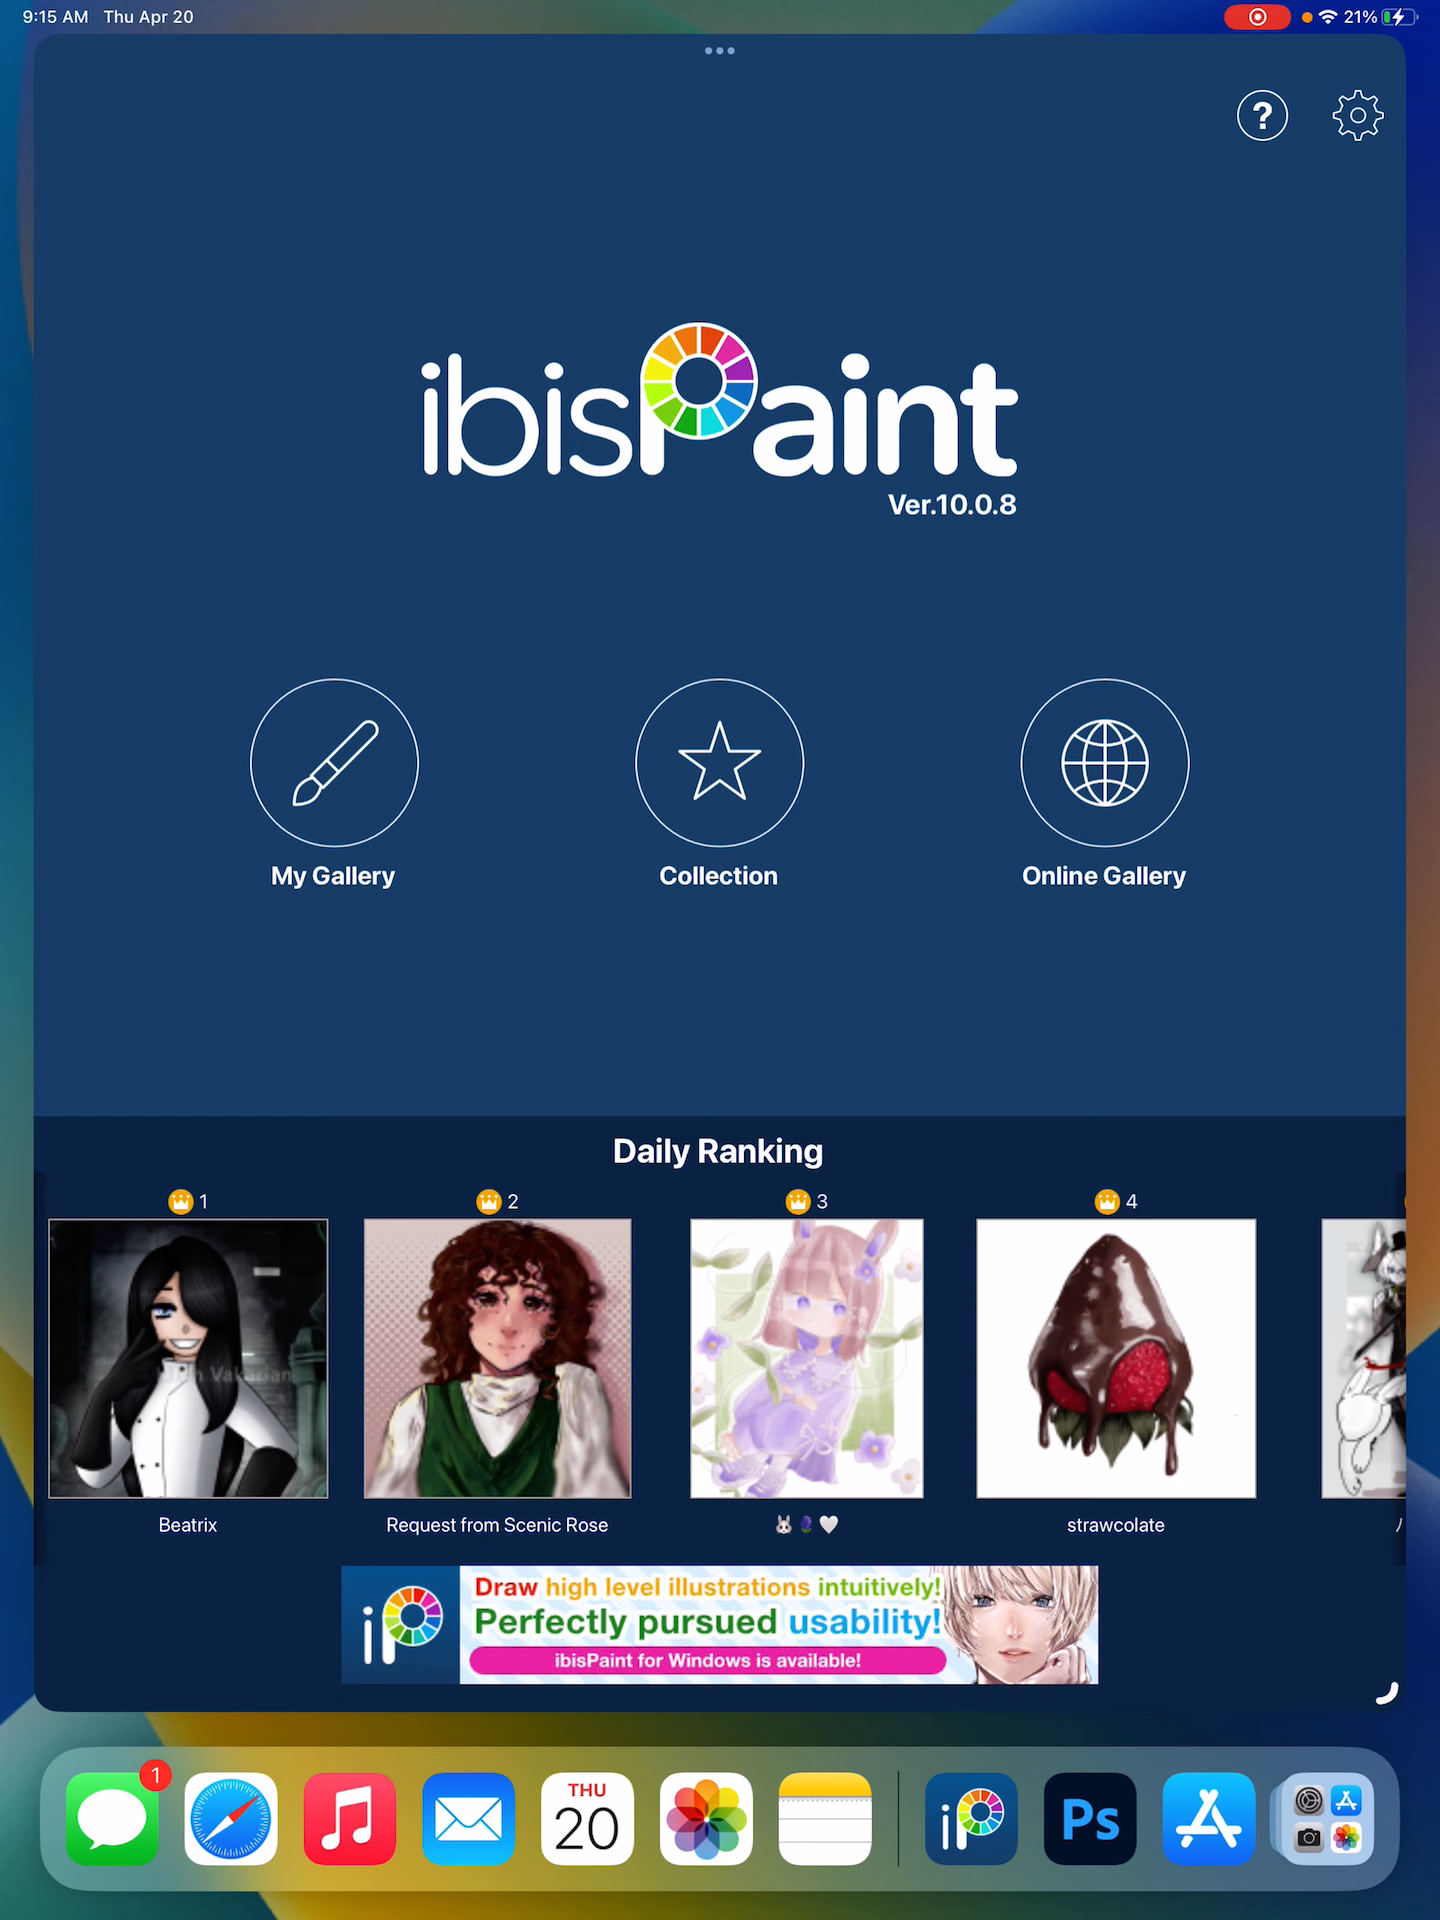 9:15 AM Thu Apr 20
21%
?
ibisPaint
Ver.10.0.8
My Gallery
Collection
Online Gallery
Daily Ranking
1
2
3
4
Beatrix
Request from Scenic Rose
🐰🪻🤍
strawcolate
iP
Draw high level illustrations intuitively!
Perfectly pursued usability!
ibisPaint for Windows is available!
1
THU
20
iP
Ps